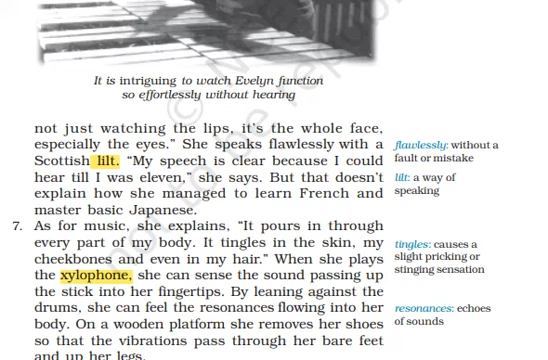 It is intriguing to watch Evelyn function
so effortlessly without hearing
not just watching the lips, it's the whole face,
especially the eyes." She speaks flawlessly with a
Scottish lilt. "My speech is clear because I could
hear till I was eleven," she says. But that doesn't
explain how she managed to learn French and
master basic Japanese.
flawlessly: without a
fault or mistake
lilt: a way of
speaking
7. As for music, she explains, "It pours in through
every part of my body. It tingles in the skin, my
cheekbones and even in my hair." When she plays
the xylophone, she can sense the sound passing up
the stick into her fingertips. By leaning against the
drums, she can feel the resonances flowing into her
body. On a wooden platform she removes her shoes
so that the vibrations pass through her bare feet
and up her legs.
tingles: causes a
slight pricking or
stinging sensation
resonances: echoes
of sounds